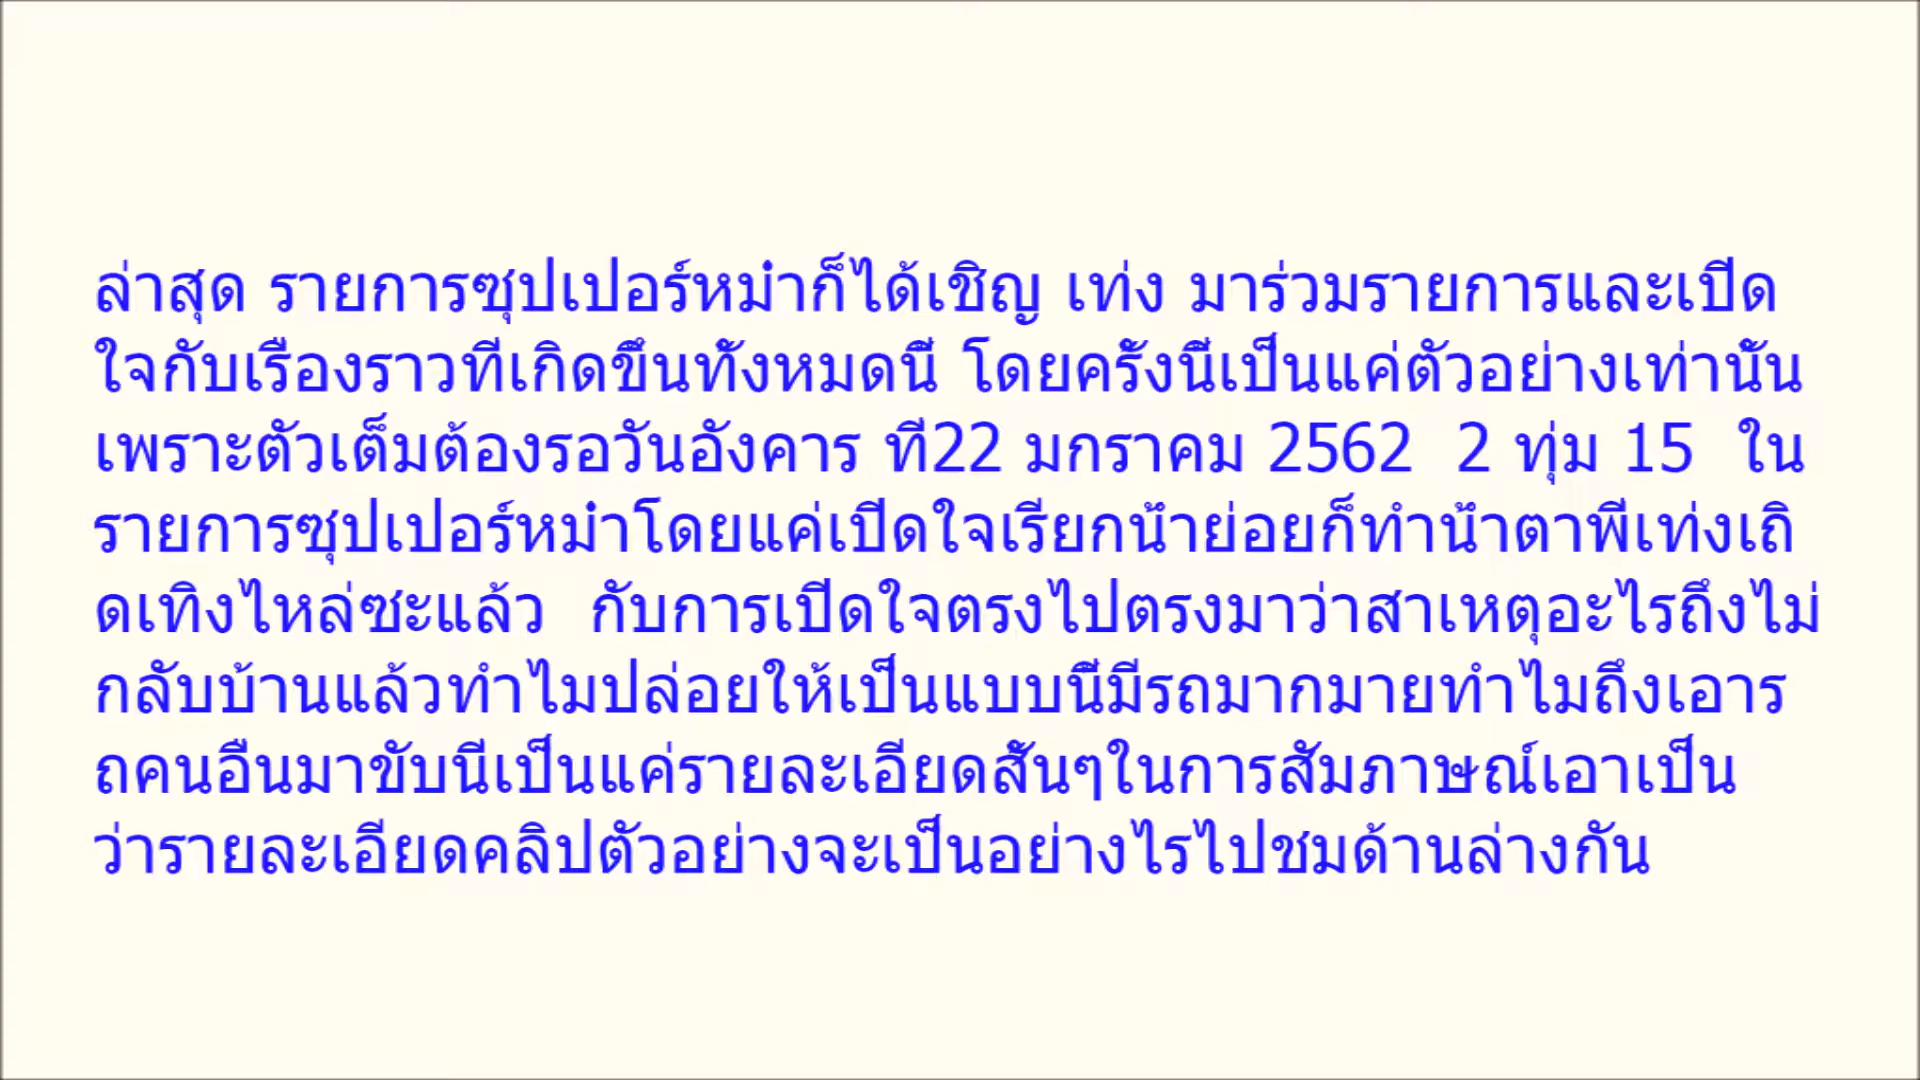 ล่าสุด รายการซุปเปอร์หม่ำก็ได้เชิญ เท่ง มาร่วมรายการและเปิด
ใจกับเรื่องราวที่เกิดขึ้นทั้งหมดนี้ โดยครั้งนี้เป็นแค่ตัวอย่างเท่านั้น
เพราะตัวเต็มต้องรอวันอังคาร ที่22 มกราคม 2562  2 ทุ่ม 15  ใน
รายการซุปเปอร์หม่ำโดยแค่เปิดใจเรียกน้ำย่อยก็ทำน้ำตาพี่เท่งเถิ
ดเทิงไหล่ซะแล้ว  กับการเปิดใจตรงไปตรงมาว่าสาเหตุอะไรถึงไม่
กลับบ้านแล้วทำไมปล่อยให้เป็นแบบนี้มีรถมากมายทำไมถึงเอาร
ถคนอื่นมาขับนี่เป็นแค่รายละเอียดสั้นๆในการสัมภาษณ์เอาเป็น
ว่ารายละเอียดคลิปตัวอย่างจะเป็นอย่างไรไปชมด้านล่างกัน